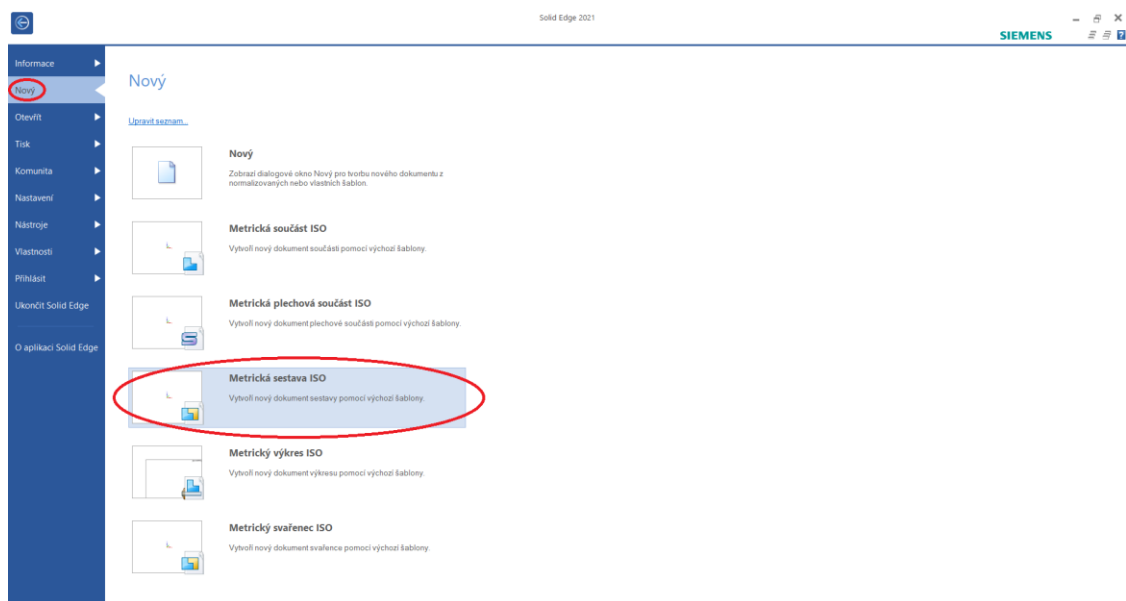 Solid Edge 2021
SIEMENS
Informace
Nový
Otevřít
Tisk
Komunita
Nastavení
Nástroje
Vlastnosti
Přihlásit
Ukončit Solid Edge
O aplikaci Solid Edge
Nový
Upravit seznam...
Nový
Zobrazí dialogové okno Nový pro tvorbu nového dokumentu z
normalizovaných nebo vlastních šablon.
Metrická součást ISO
Vytvoří nový dokument součásti pomocí výchozí šablony.
Metrická plechová součást ISO
Vytvoří nový dokument plechové součásti pomocí výchozí šablony.
Metrická sestava ISO
Vytvoří nový dokument sestavy pomocí výchozí šablony.
Metrický výkres ISO
Vytvoří nový dokument výkresu pomocí výchozí šablony.
Metrický svařenec ISO
Vytvoří nový dokument svařence pomocí výchozí šablony.